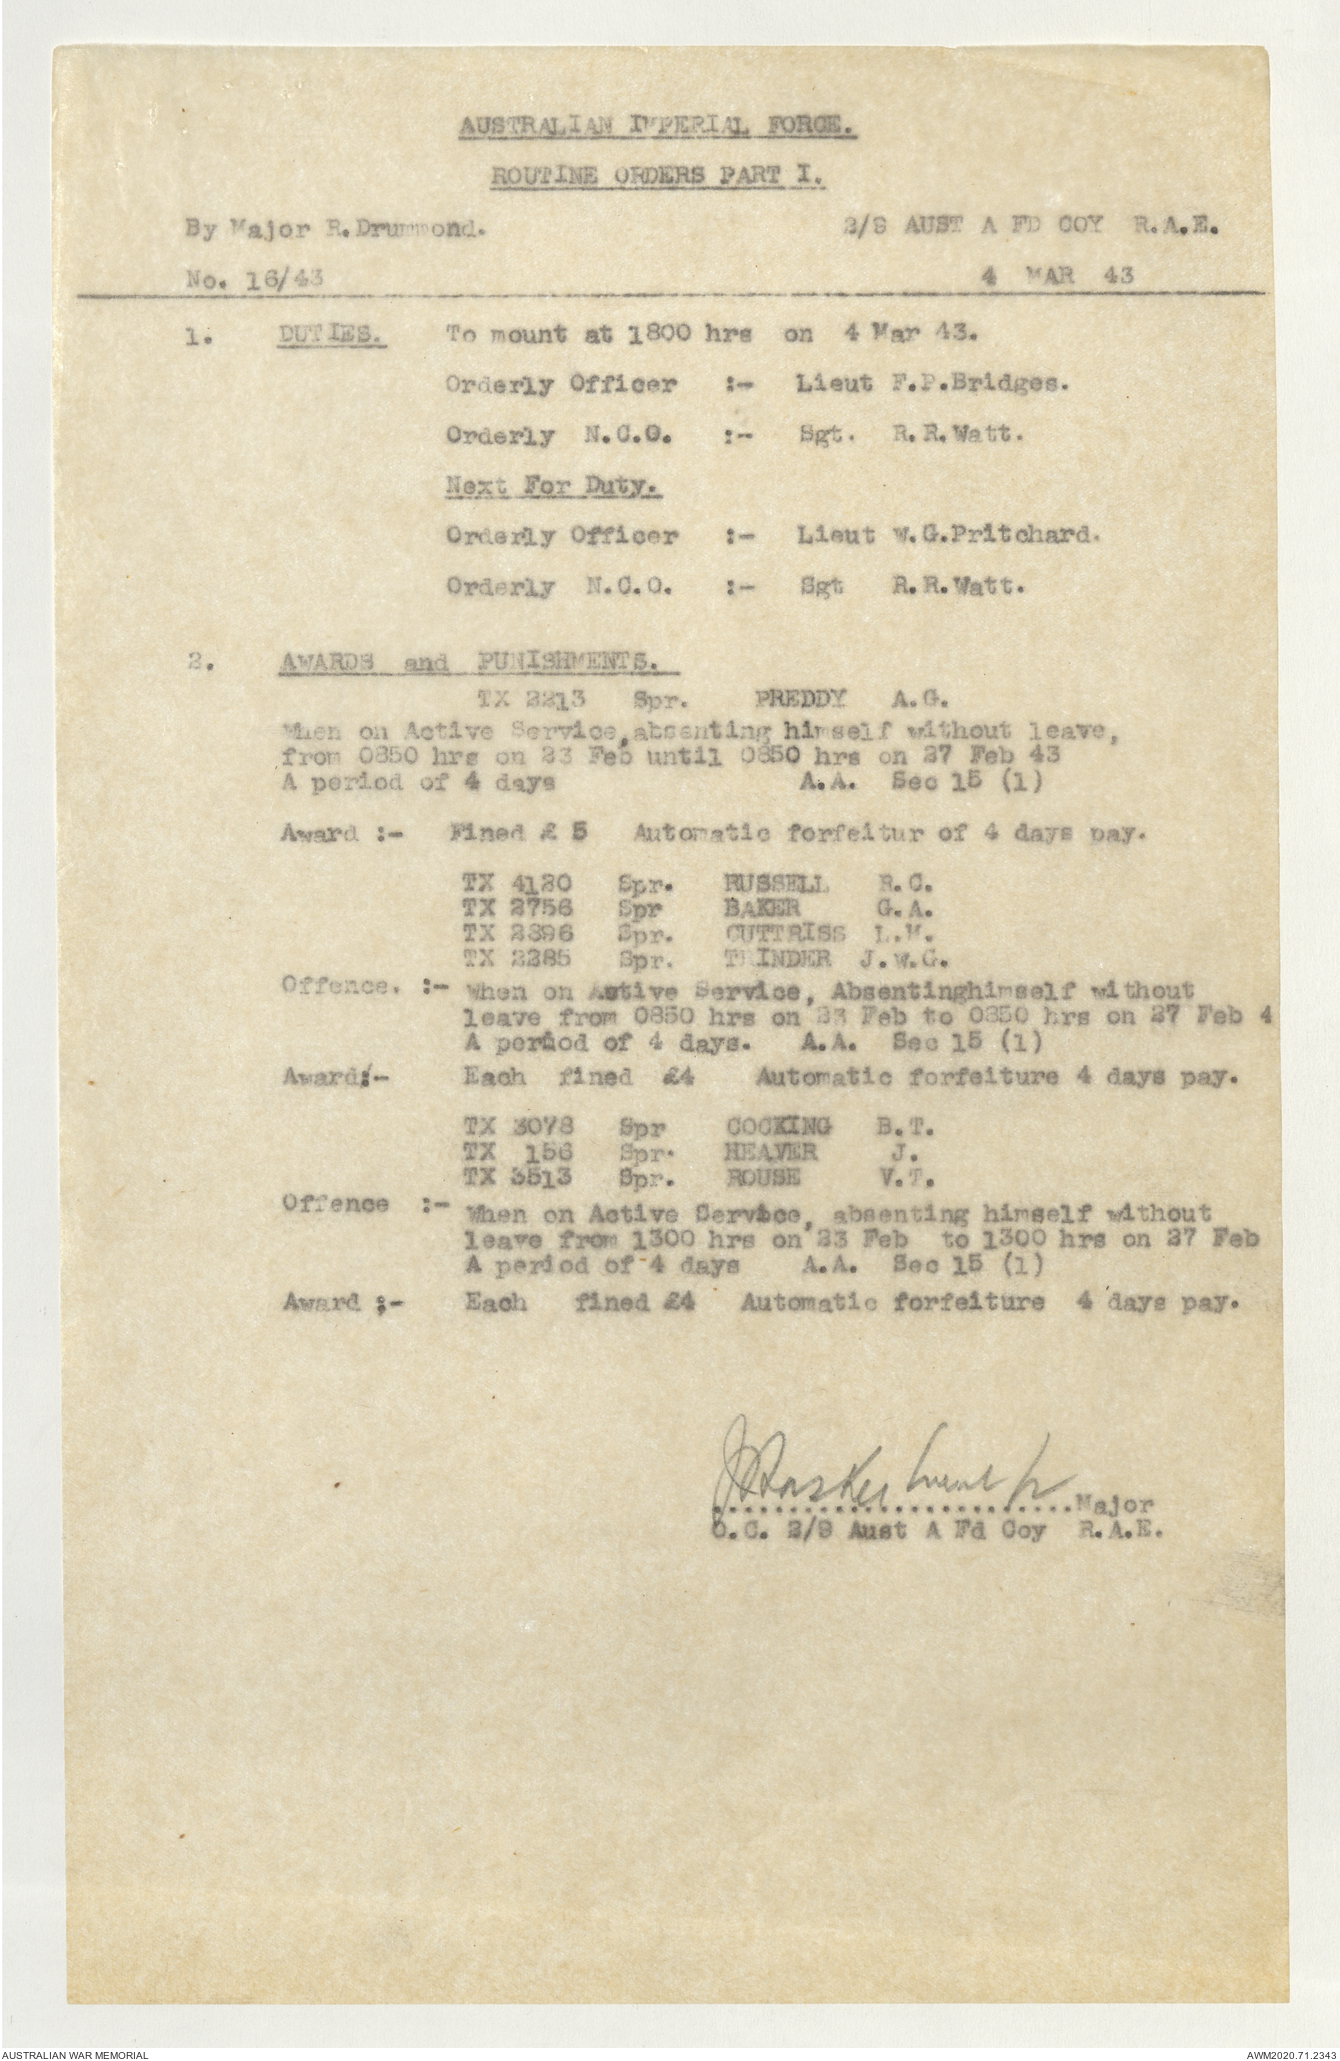 AUSTRALIAN IMPERIAL FORCE.
ROUTINE ORDERS PART I.
By Major R.Drummond. 2/9 AUST A FD COY R.A.E.
No. 16/43 4 MAR 43
1. DUTIES. To mount at 1800 hrs on 4 Mar 43.
Orderly Officer :- Lieut F.P.Bridges.
Orderly N.C.O. :- Sgt. R.R.Watt.
Next For Duty.
Orderly Officer :- Lieut W.G.Pritchard.
Orderly N.C.O. :- Sgt R.R.Watt.
2. AWARDS and PUNISHMENTS.
TX 2213 Spr. PREDDY A.G.
When on Active Service,absenting himself without leave,
from 0850 hrs on 23 Feb until 0850 hrs on 27 Feb 43
A period of 4 days A.A. Sec 15 (1)
Award :- Fined £ 5 Automatic forfeitur of 4 days pay.
TX 4120 Spr. RUSSELL R.C.
TX 2756 Spr BAKER G.A.
TX 2396 Spr. CUTTRISS L.M.
TX 2285 Spr. TRINDER J.W.G.
Offence. :- When on Active Service, Absentinghimself without
leave from 0850 hrs on 23 Feb to 0850 hrs on 27 Feb 4
A period of 4 days. A.A. Sec 15 (1)
Award:- Each fined £4 Automatic forfeiture 4 days pay.
TX 3078 Spr COCKING B.T.
TX 156 Spr. HEAVER J.
TX 3513 Spr. ROUSE V.T.
Offence :- When on Active Service, absenting himself without
leave from 1300 hrs on 23 Feb to 1300 hrs on 27 Feb
A period of 4 days A.A. Sec 15 (1)
Award :- Each fined £4 Automatic forfeiture 4 days pay.
........................Major
O.C. 2/9 Aust A Fd Coy R.A.E.
AUSTRALIAN WAR MEMORIAL AWM2020.71.2343